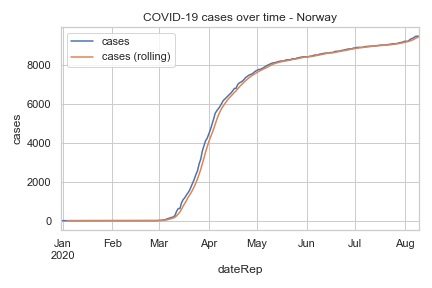 COVID-19 cases over time - Norway
cases
cases (rolling)
8000
6000
4000
2000
0
cases
Jan Feb Mar Apr May Jun Jul Aug
2020
dateRep